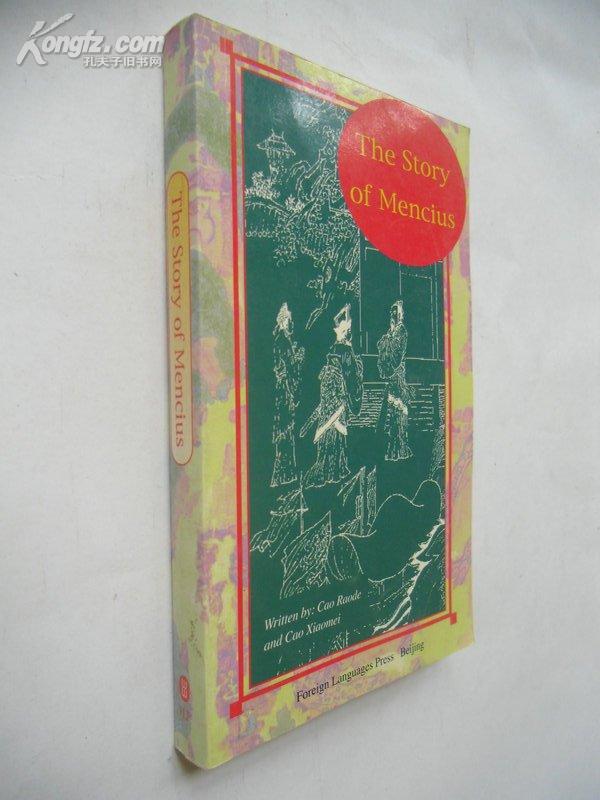 Kongfz.com
孔夫子旧书网
The Story
of Mencius
The Story of Mencius
Written by: Cao Raode
and Cao Xiaomei
Foreign Languages Press Beijing